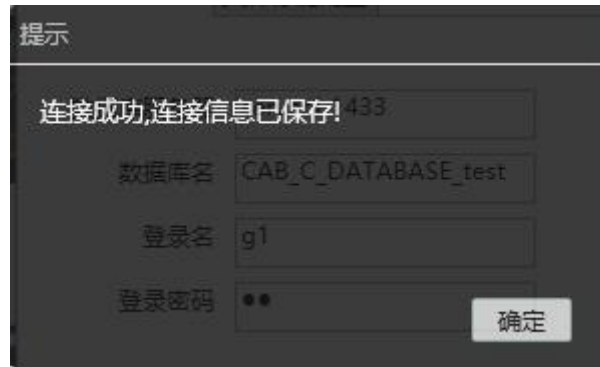 提示
连接成功,连接信息已保存!
433
数据库名 CAB_C_DATABASE_test
登录名 g1
登录密码 ●●
确定